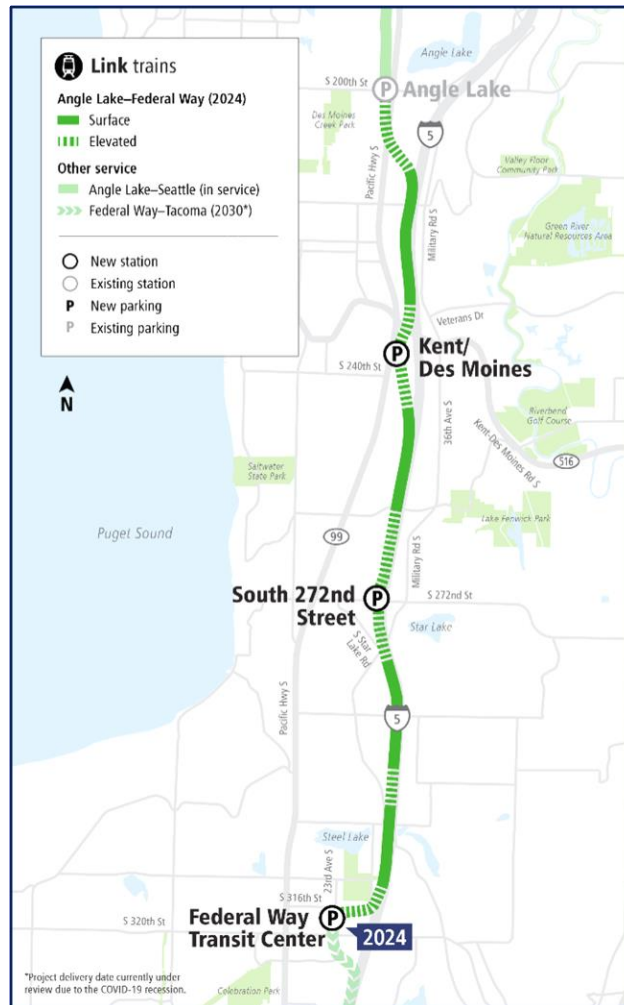 Link trains
Angle Lake–Federal Way (2024)
Surface
Elevated
Other service
Angle Lake–Seattle (in service)
Federal Way–Tacoma (2030*)
New station
Existing station
P New parking
P Existing parking
N
Angle Lake
S 200th St
P Angle Lake
Des Moines
Creek Park
5
Pacific Hwy S
Military Rd S
Valley Floor
Community Park
Green River
Natural Resources Area
Veterans Dr
P
Kent/
Des Moines
S 240th St
36th Ave S
Riverbend
Golf Course
Kent-Des Moines Rd S
516
Saltwater
State Park
Lake Fenwick Park
Puget Sound
99
Military Rd S
South 272nd
Street
P
S 272nd St
S Star
Lake Rd
Star Lake
Pacific Hwy S
5
Steel Lake
23rd Ave S
S 316th St
Federal Way
Transit Center
P
2024
S 320th St
Celebration Park
*Project delivery date currently under
review due to the COVID-19 recession.